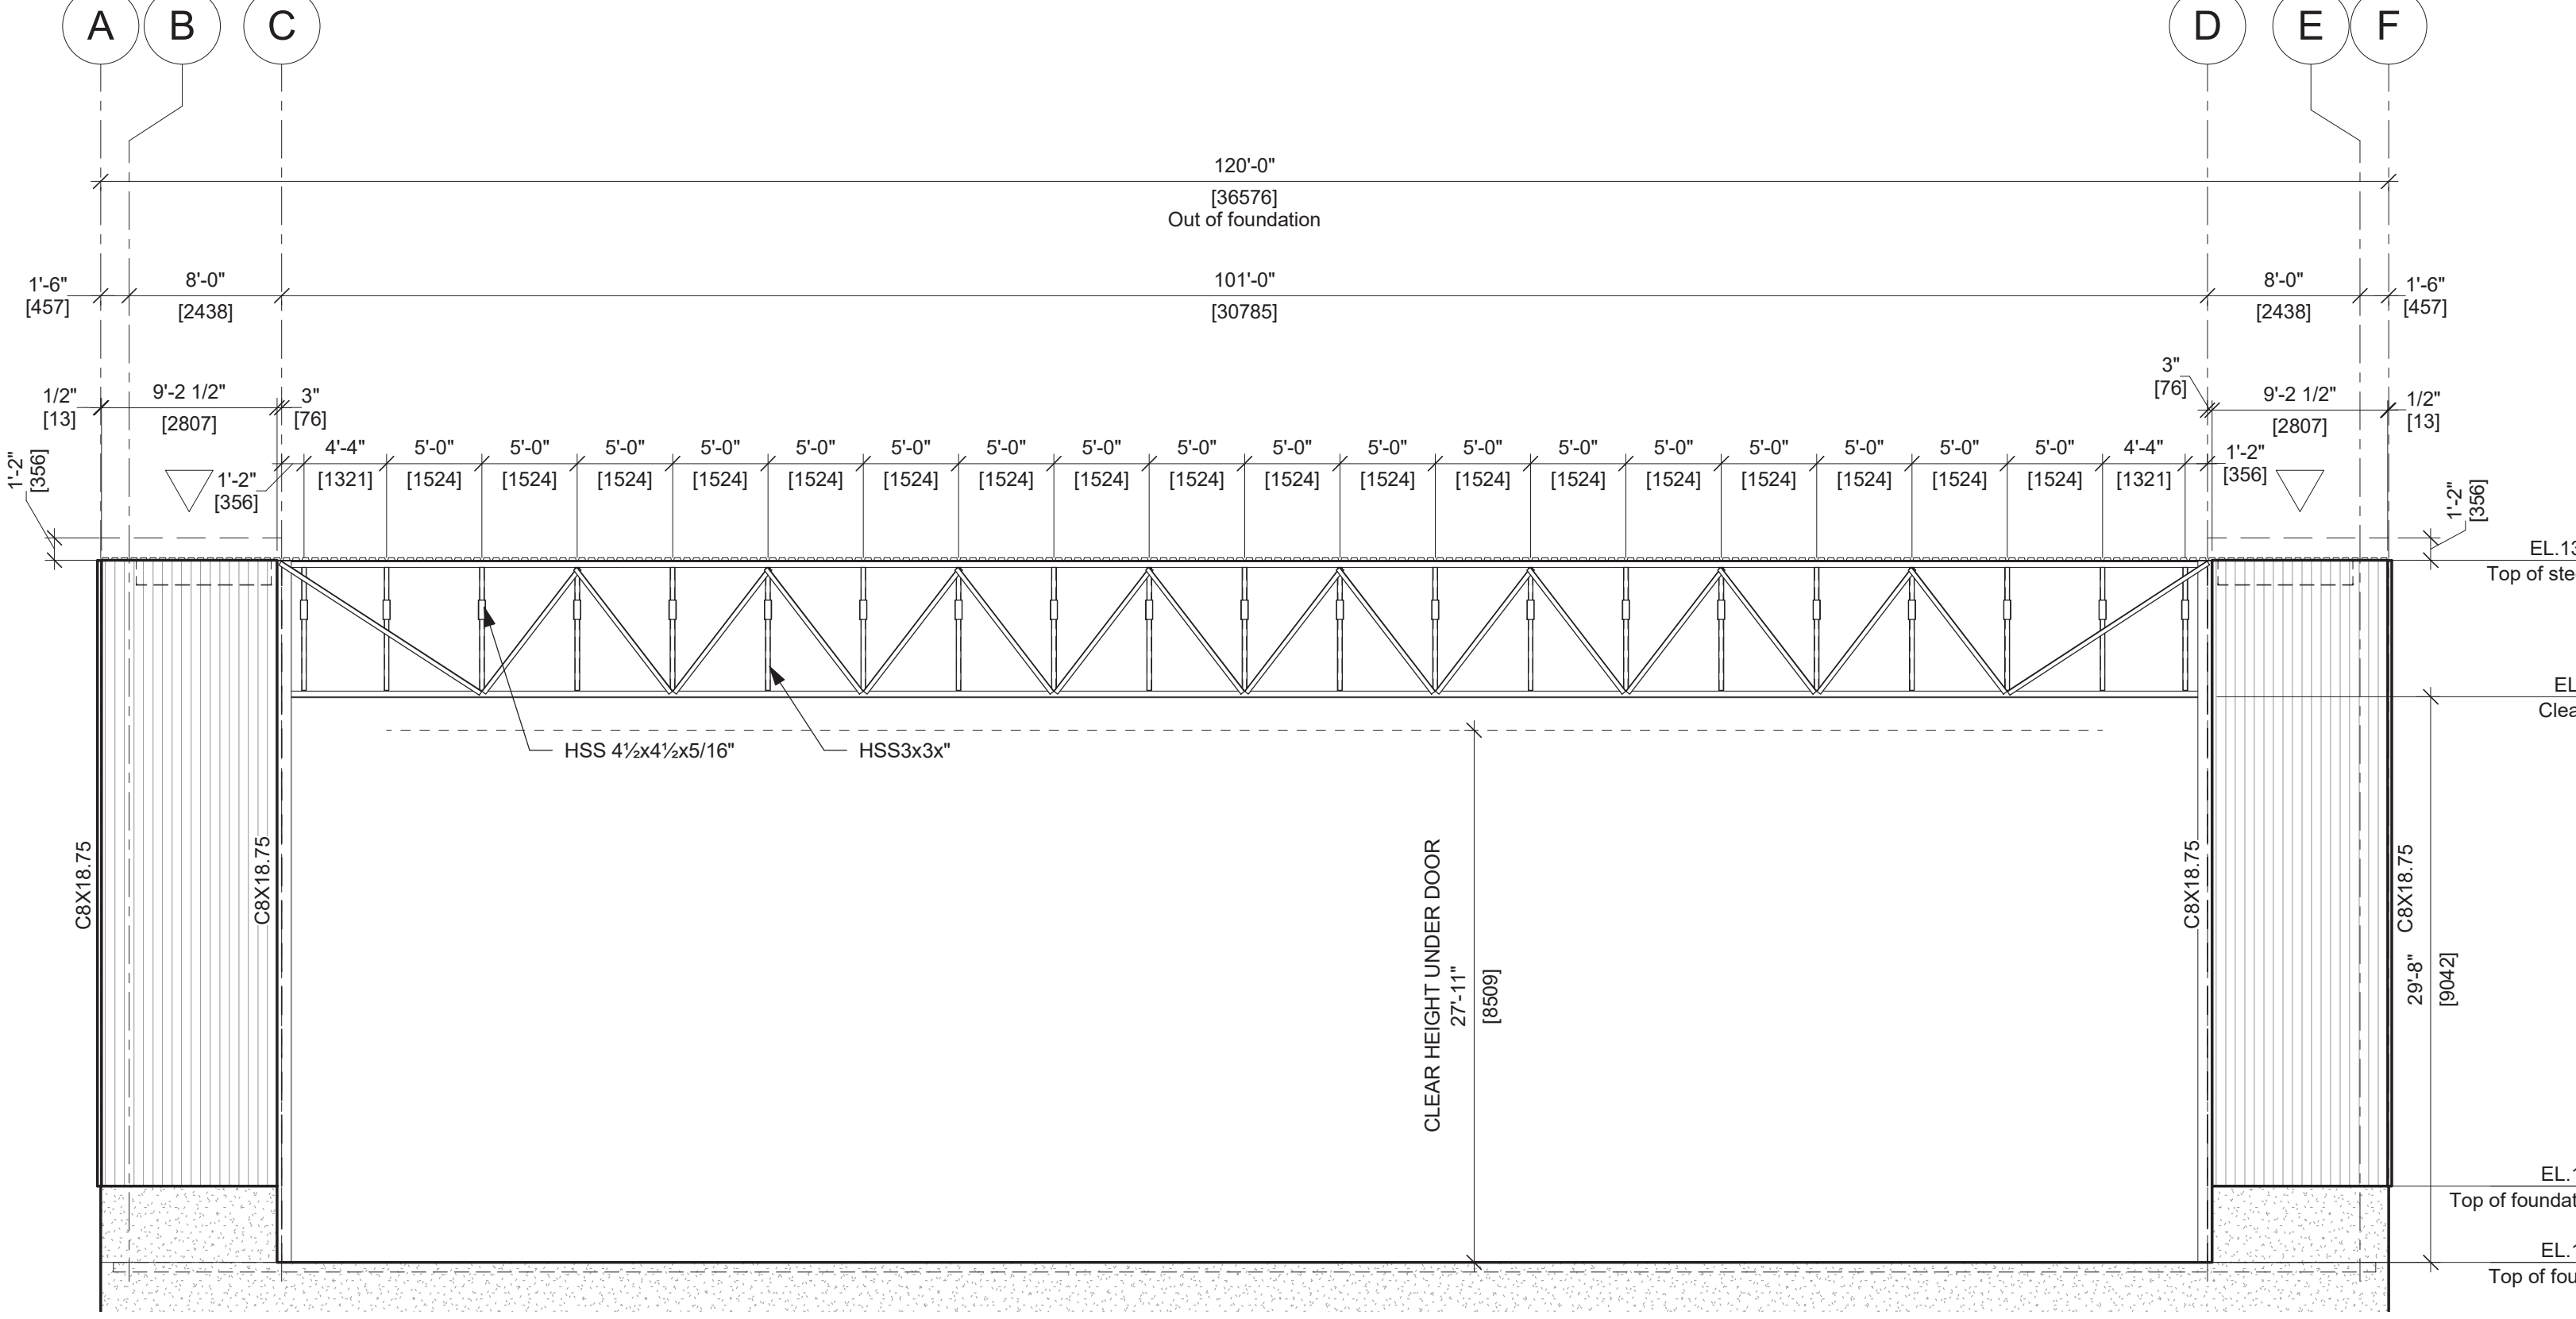 A B C D E F
120'-0"
[36576]
Out of foundation
1'-6" 8'-0" 101'-0" 8'-0" 1'-6"
[457] [2438] [30785] [2438] [457]
1/2" 9'-2 1/2" 3" 3" 9'-2 1/2" 1/2"
[13] [2807] [76] [76] [2807] [13]
4'-4" 5'-0" 5'-0" 5'-0" 5'-0" 5'-0" 5'-0" 5'-0" 5'-0" 5'-0" 5'-0" 5'-0" 5'-0" 5'-0" 5'-0" 5'-0" 5'-0" 5'-0" 4'-4"
1'-2" 1'-2" 1'-2" 1'-2"
[356] [356] [1321] [1524] [1524] [1524] [1524] [1524] [1524] [1524] [1524] [1524] [1524] [1524] [1524] [1524] [1524] [1524] [1524] [1524] [1321] [356] [356]
EL.13
Top of ste
EL
Clea
HSS 4½x4½x5/16" HSS3x3x"
C8X18.75 C8X18.75 C8X18.75 C8X18.75
CLEAR HEIGHT UNDER DOOR
27'-11"
[8509]
29'-8"
[9042]
EL.1
Top of foundat
EL.1
Top of fou